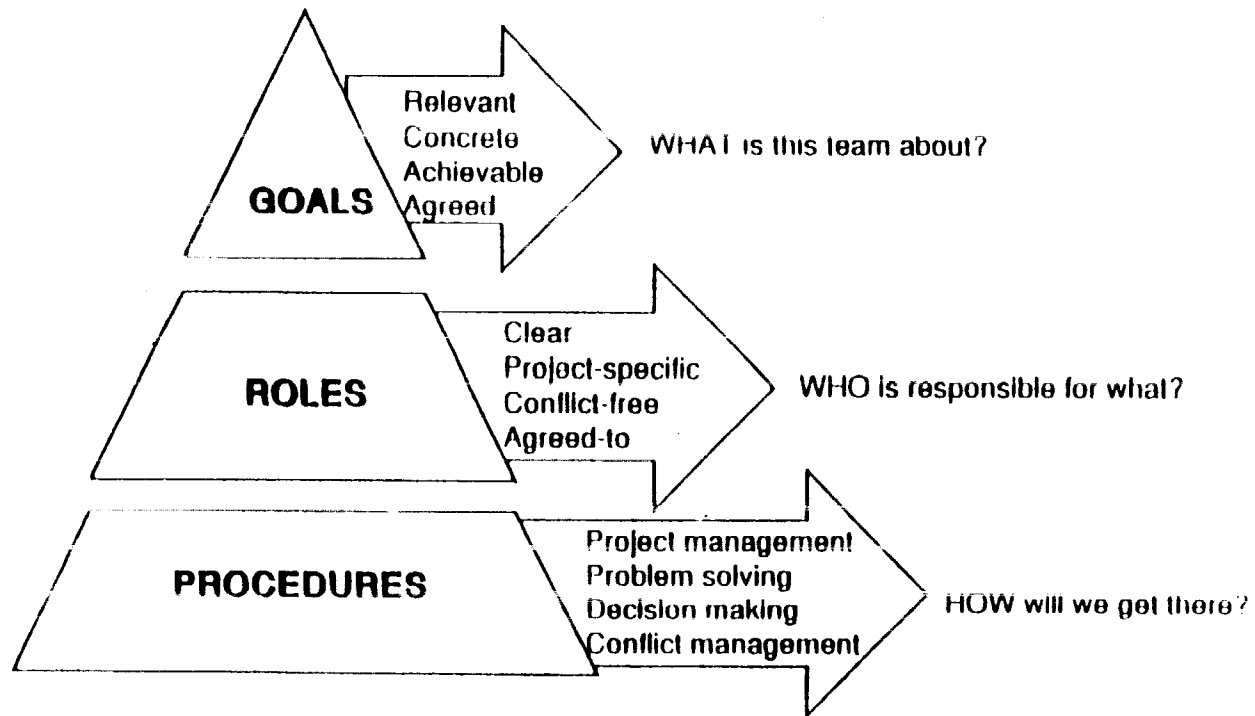 GOALS
Relevant
Concrete
Achievable
Agreed
WHAT is this team about?
ROLES
Clear
Project-specific
Conflict-free
Agreed-to
WHO is responsible for what?
PROCEDURES
Project management
Problem solving
Decision making
Conflict management
HOW will we get there?